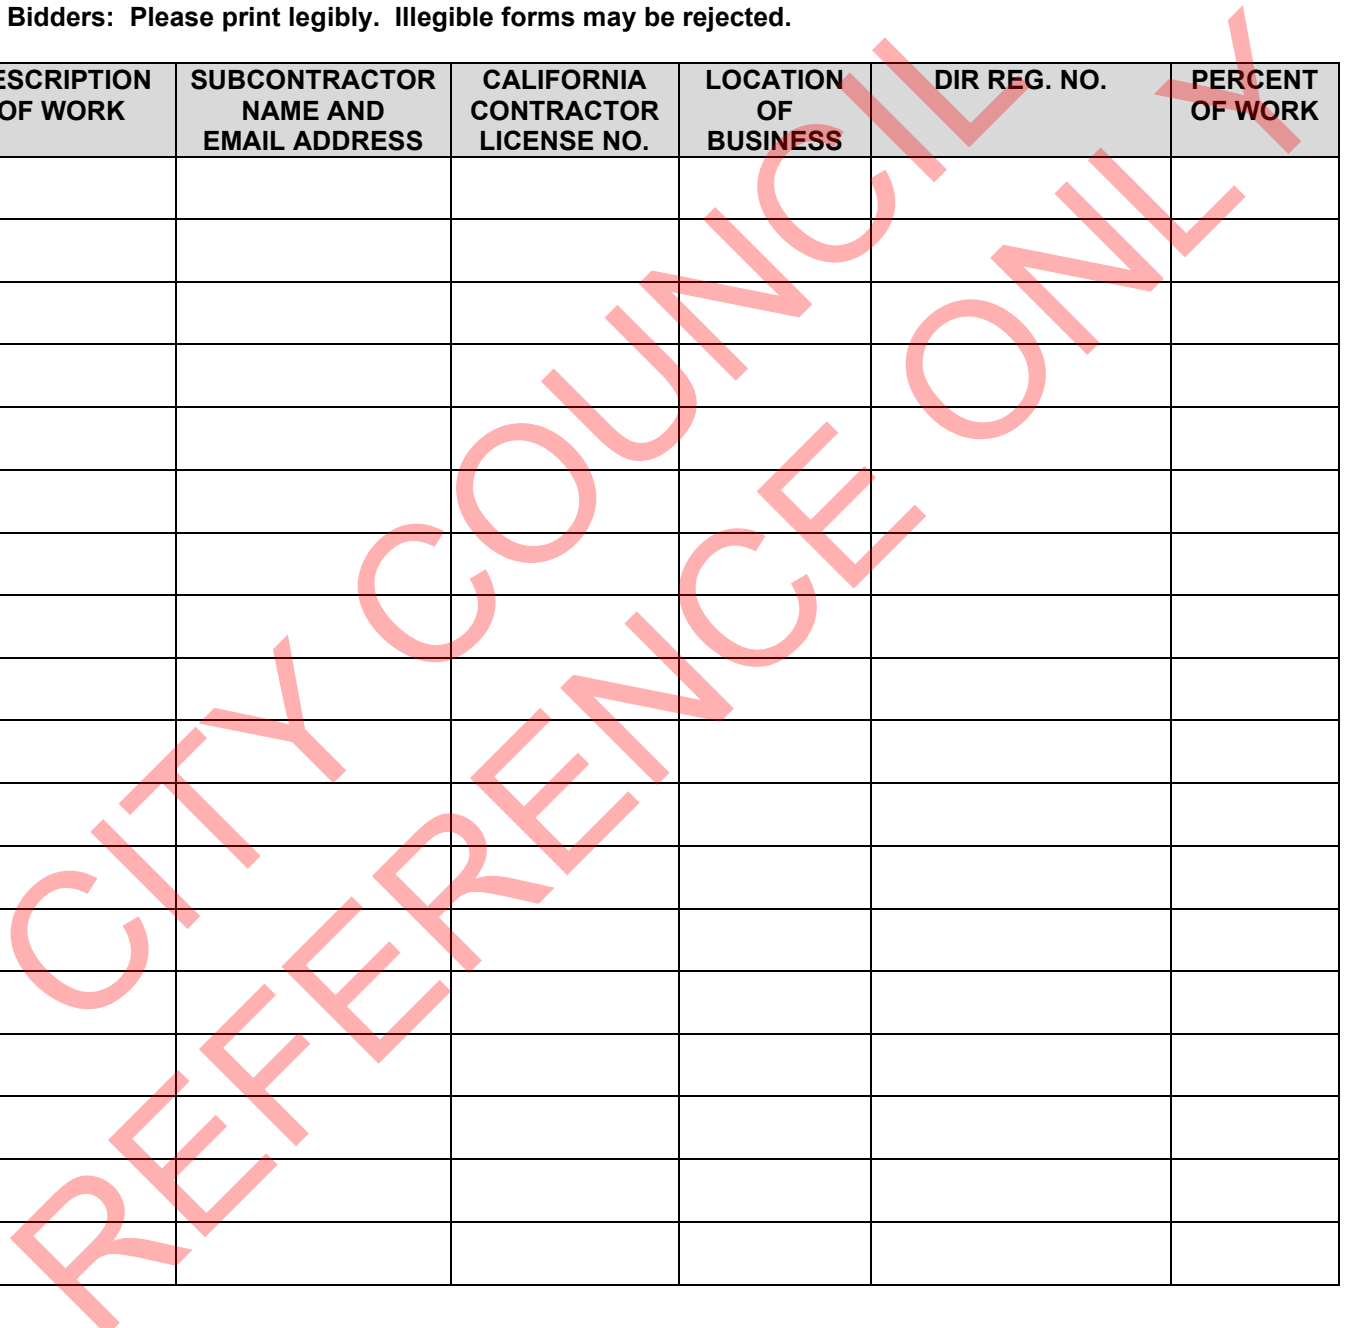 Bidders: Please print legibly. Illegible forms may be rejected.
ESCRIPTION OF WORK
SUBCONTRACTOR NAME AND EMAIL ADDRESS
CALIFORNIA CONTRACTOR LICENSE NO.
LOCATION OF BUSINESS
DIR REG. NO.
PERCENT OF WORK
CITY COUNCIL
REFERENCE ONLY